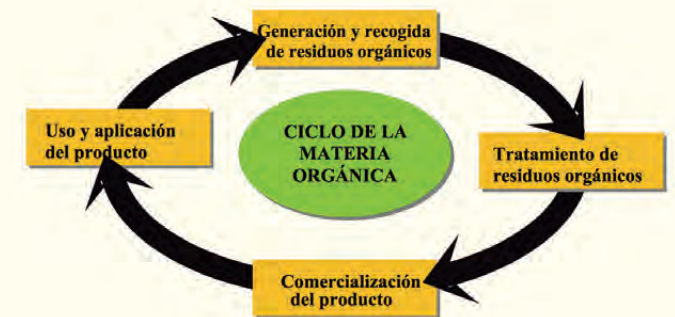 Generación y recogida
de residuos orgánicos
Uso y aplicación
del producto
CICLO DE LA
MATERIA
ORGÁNICA
Tratamiento de
residuos orgánicos
Comercialización
del producto